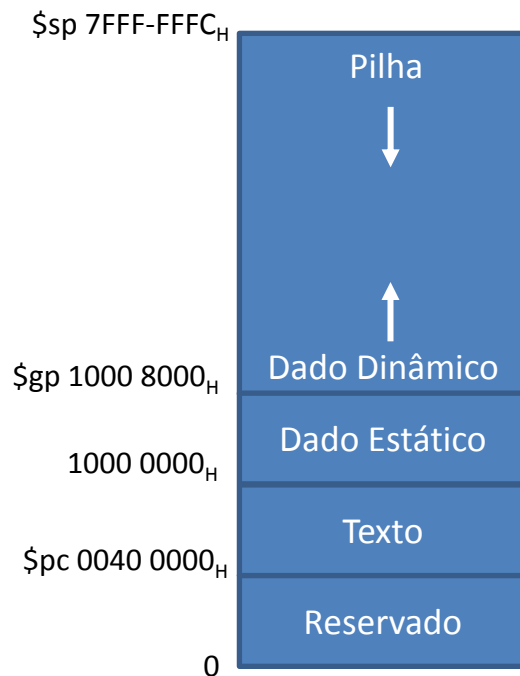 $sp 7FFF-FFFCH
Pilha
Dado Dinâmico
$gp 1000 8000H
Dado Estático
1000 0000H
Texto
$pc 0040 0000H
Reservado
0